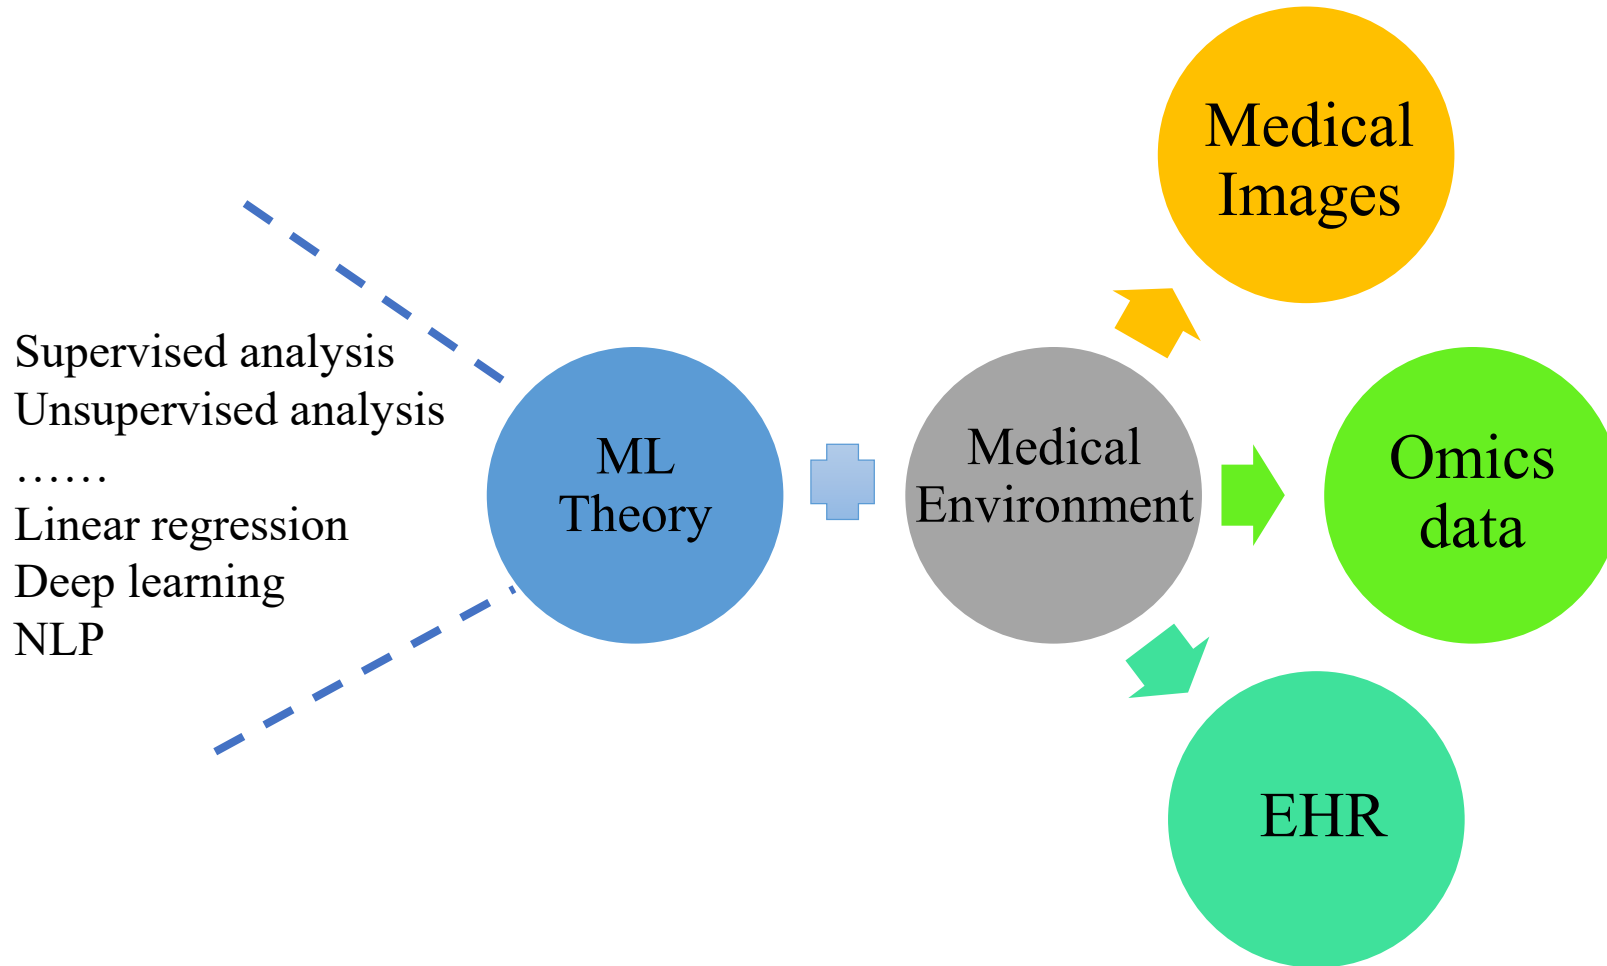 Supervised analysis
Unsupervised analysis
……
Linear regression
Deep learning
NLP
ML
Theory
Medical
Environment
Medical
Images
Omics
data
EHR